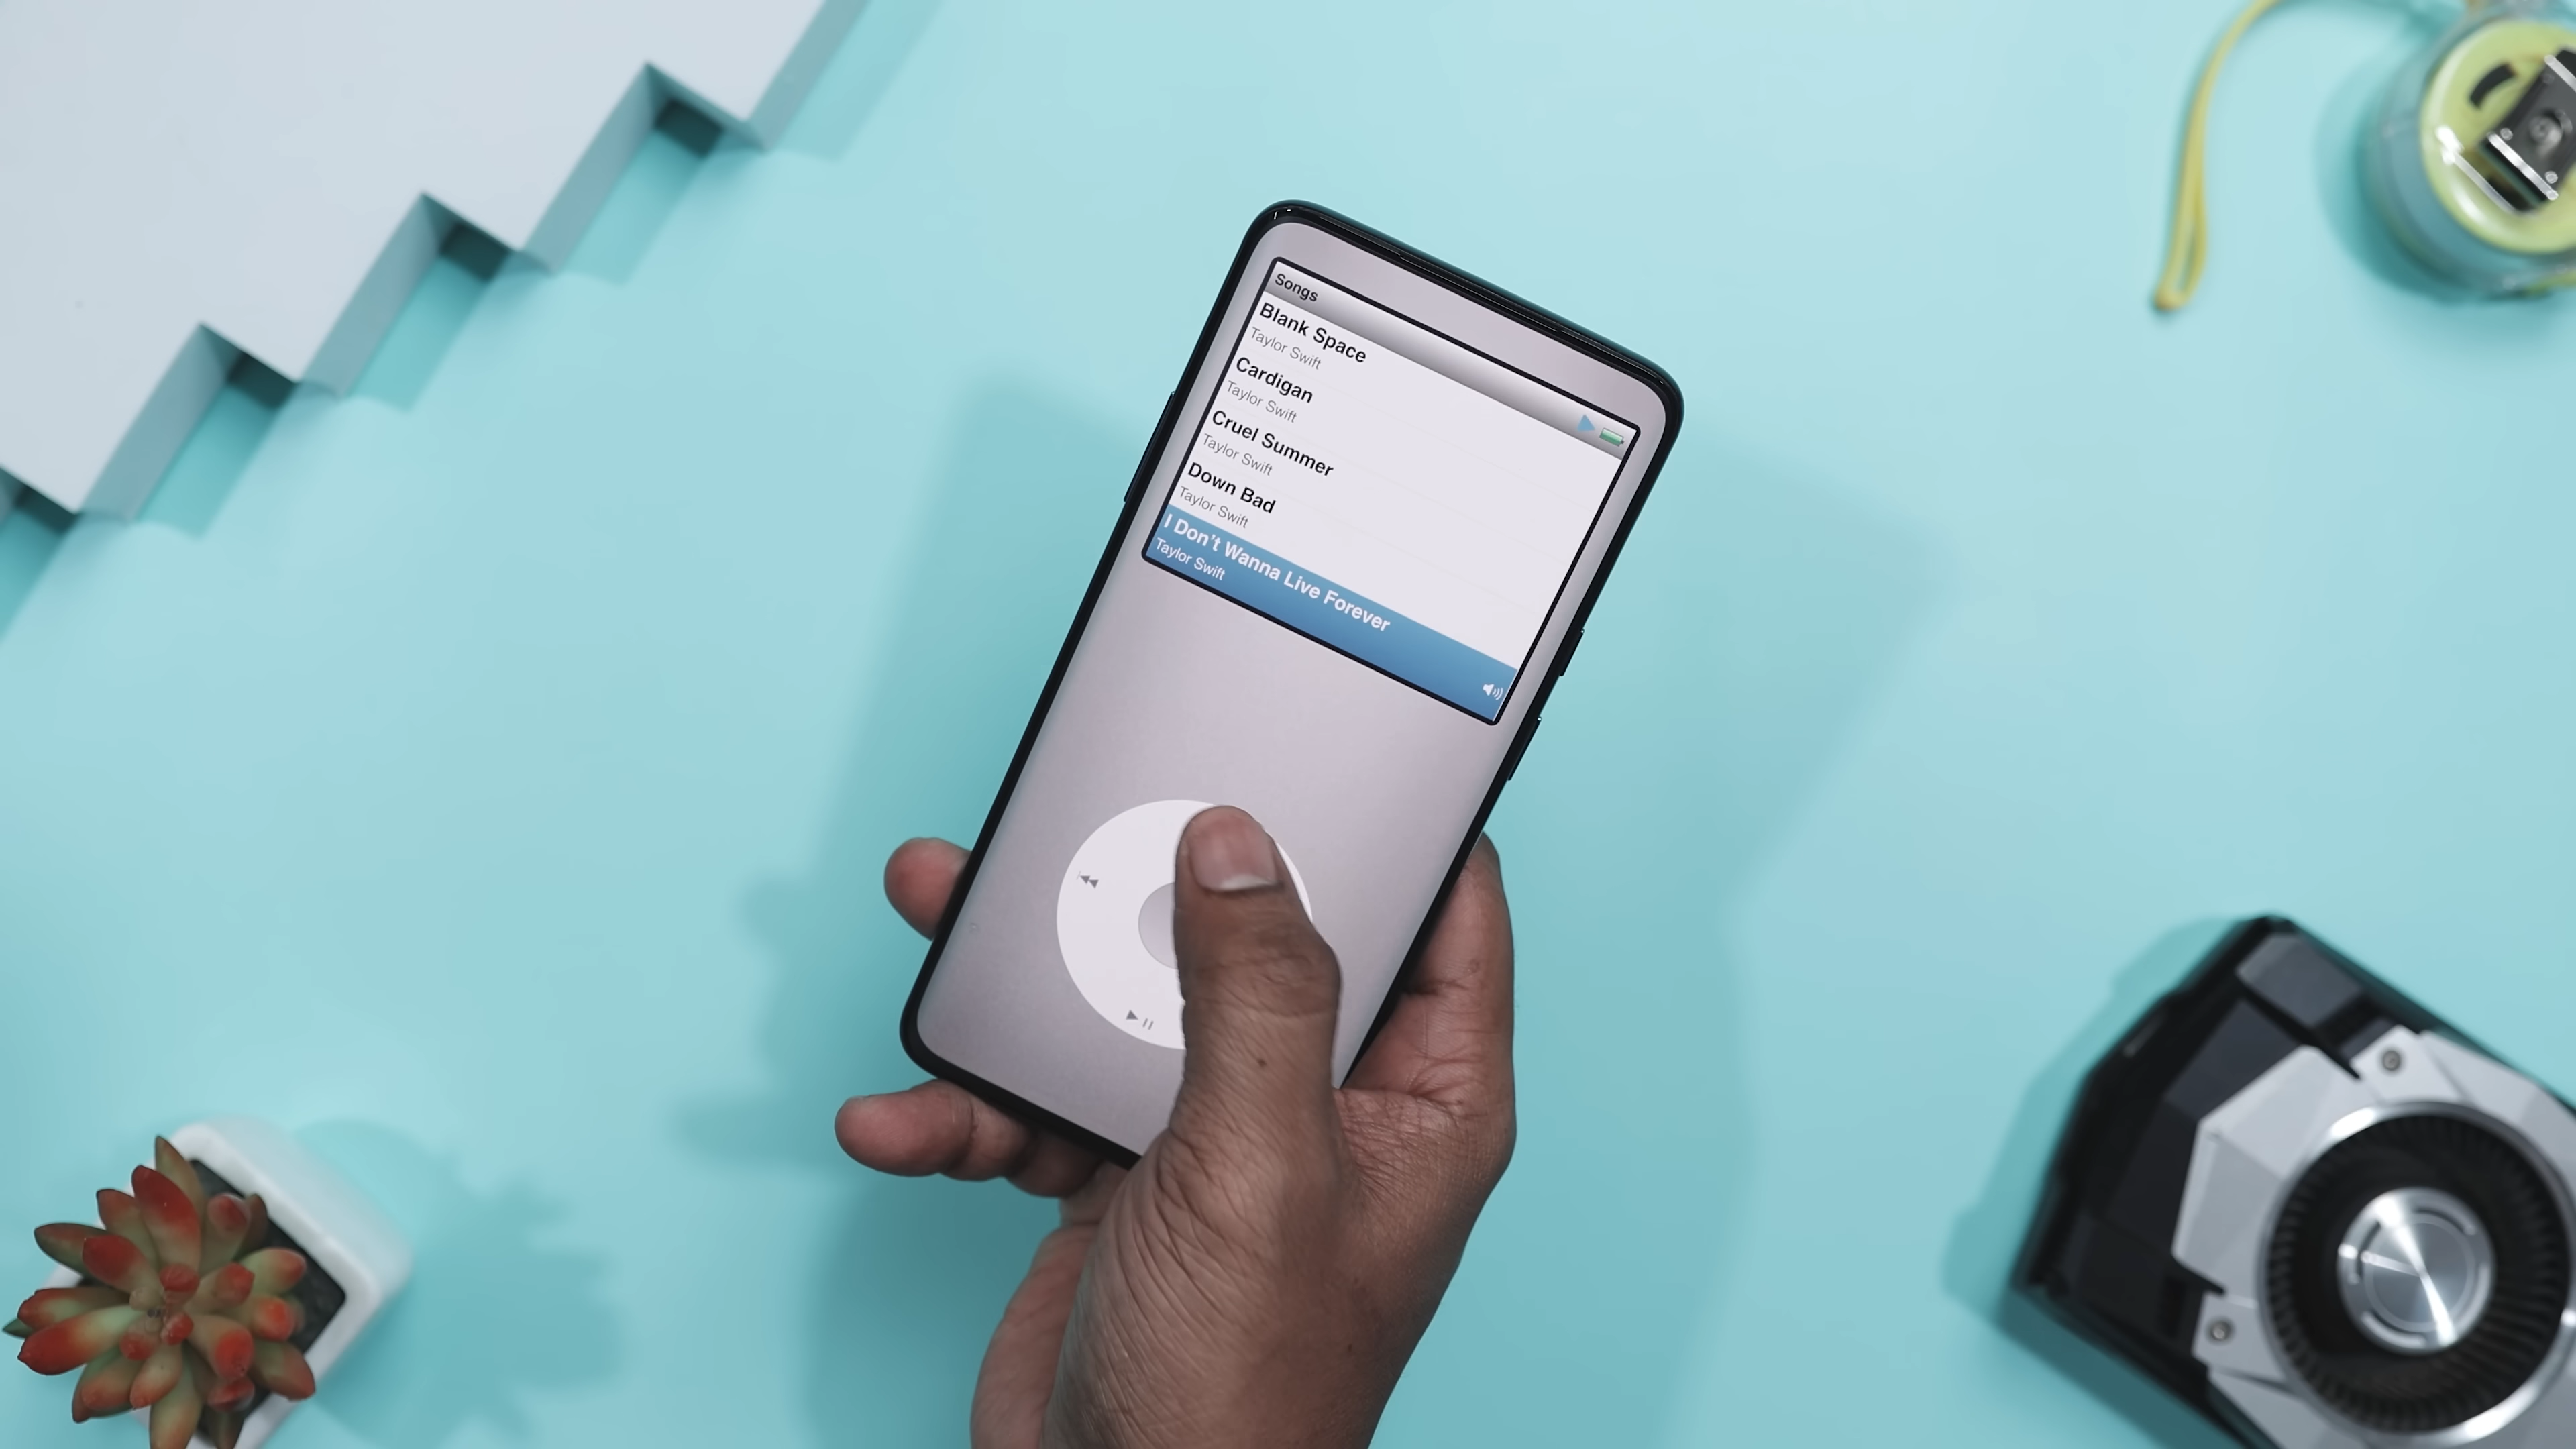 Songs
Blank Space
Taylor Swift
Cardigan
Taylor Swift
Cruel Summer
Taylor Swift
Down Bad
Taylor Swift
I Don't Wanna Live Forever
Taylor Swift